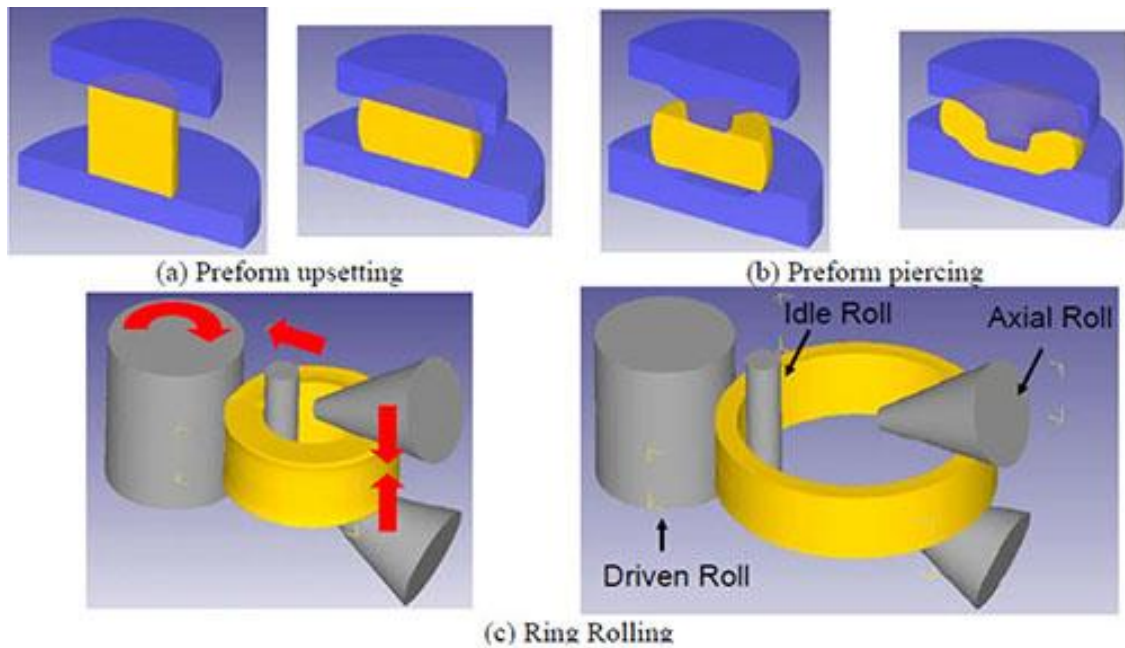 (a) Preform upsetting
(b) Preform piercing
Idle Roll
Axial Roll
Driven Roll
(c) Ring Rolling